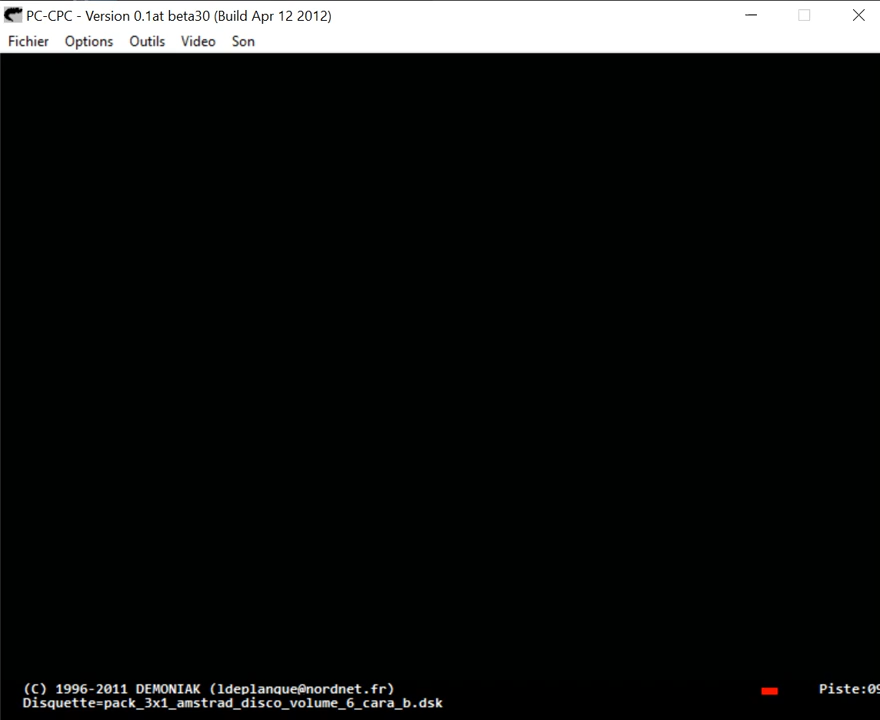 PC-CPC - Version 0.1at beta30 (Build Apr 12 2012)
Fichier Options Outils Video Son
(C) 1996-2011 DEMONIAK (ldeplanque@nordnet.fr) Piste:09
Disquette=pack_3x1_amstrad_disco_volume_6_cara_b.dsk